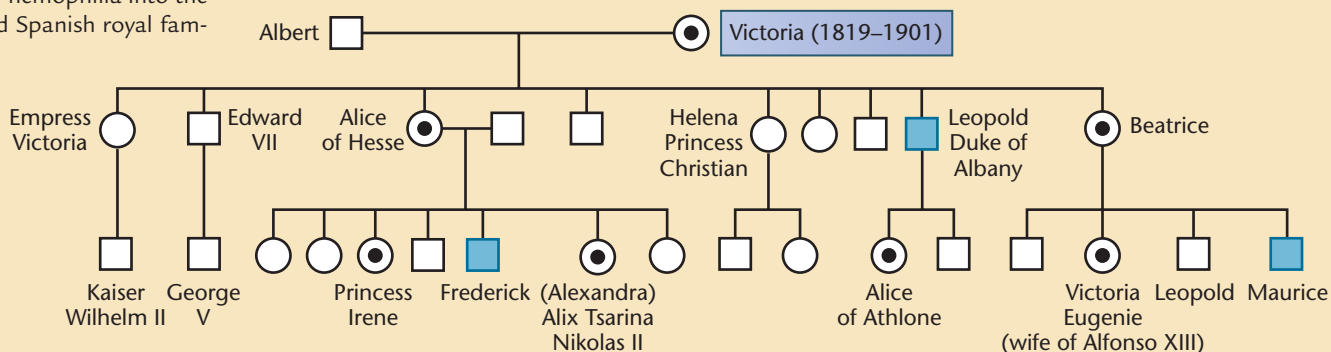 hemophilia into the
d Spanish royal fam-
Albert
Victoria (1819–1901)
Empress
Victoria
Edward
VII
Alice
of Hesse
Helena
Princess
Christian
Leopold
Duke of
Albany
Beatrice
Kaiser
Wilhelm II
George
V
Princess
Irene
Frederick
(Alexandra)
Alix Tsarina
Nikolas II
Alice
of Athlone
Victoria
Eugenie
(wife of Alfonso XIII)
Leopold
Maurice